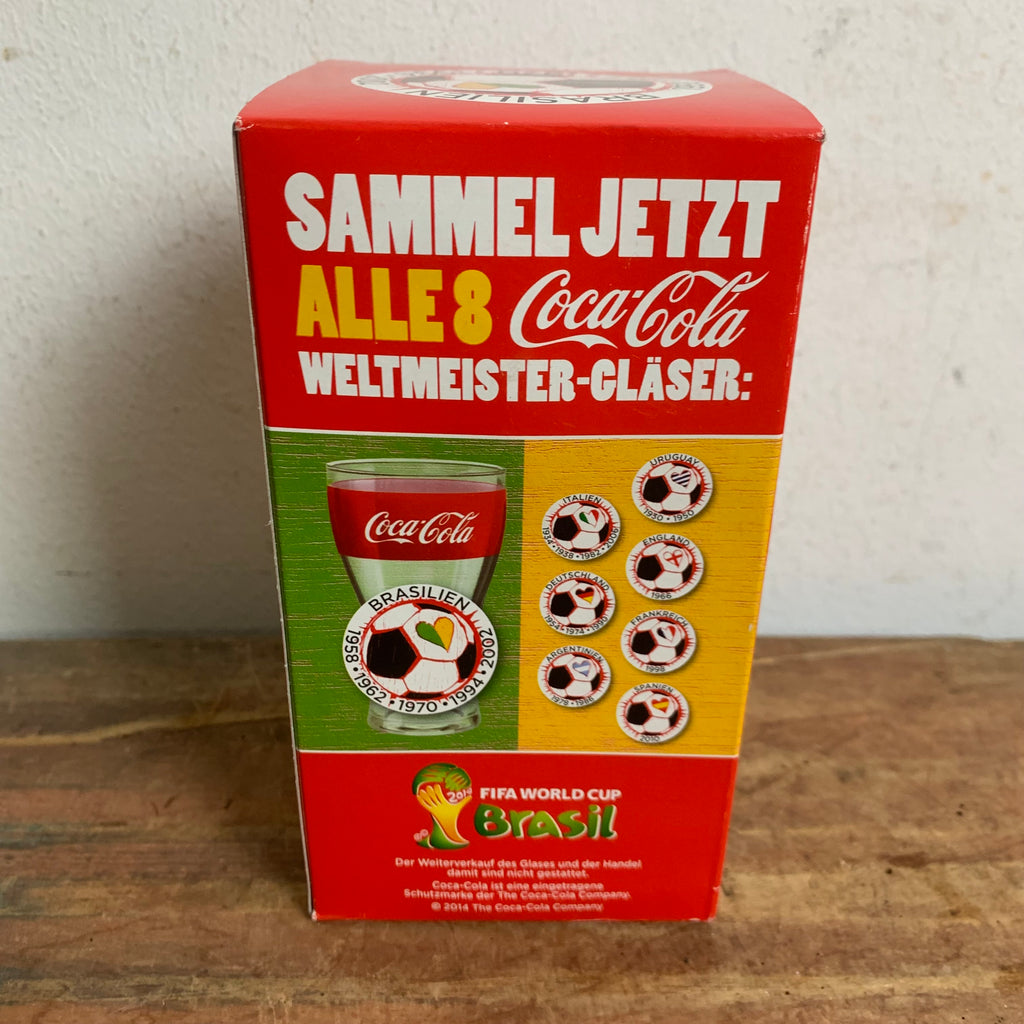 BRASILIEN
SAMMEL JETZT
ALLE 8 Coca-Cola
WELTMEISTER-GLÄSER:
Coca-Cola
BRASILIEN
1958 • 1962 • 1970 • 1994 • 2002
URUGUAY
1930 • 1950
ITALIEN
1934 • 1938 • 1982 • 2006
ENGLAND
1966
DEUTSCHLAND
1954 • 1974 • 1990
FRANKREICH
1998
ARGENTINIEN
1978 • 1986
SPANIEN
2010
2014
FIFA WORLD CUP
Brasil
Der Weiterverkauf des Glases und der Handel
damit sind nicht gestattet.
Coca-Cola ist eine eingetragene
Schutzmarke der The Coca-Cola Company.
© 2014 The Coca-Cola Company